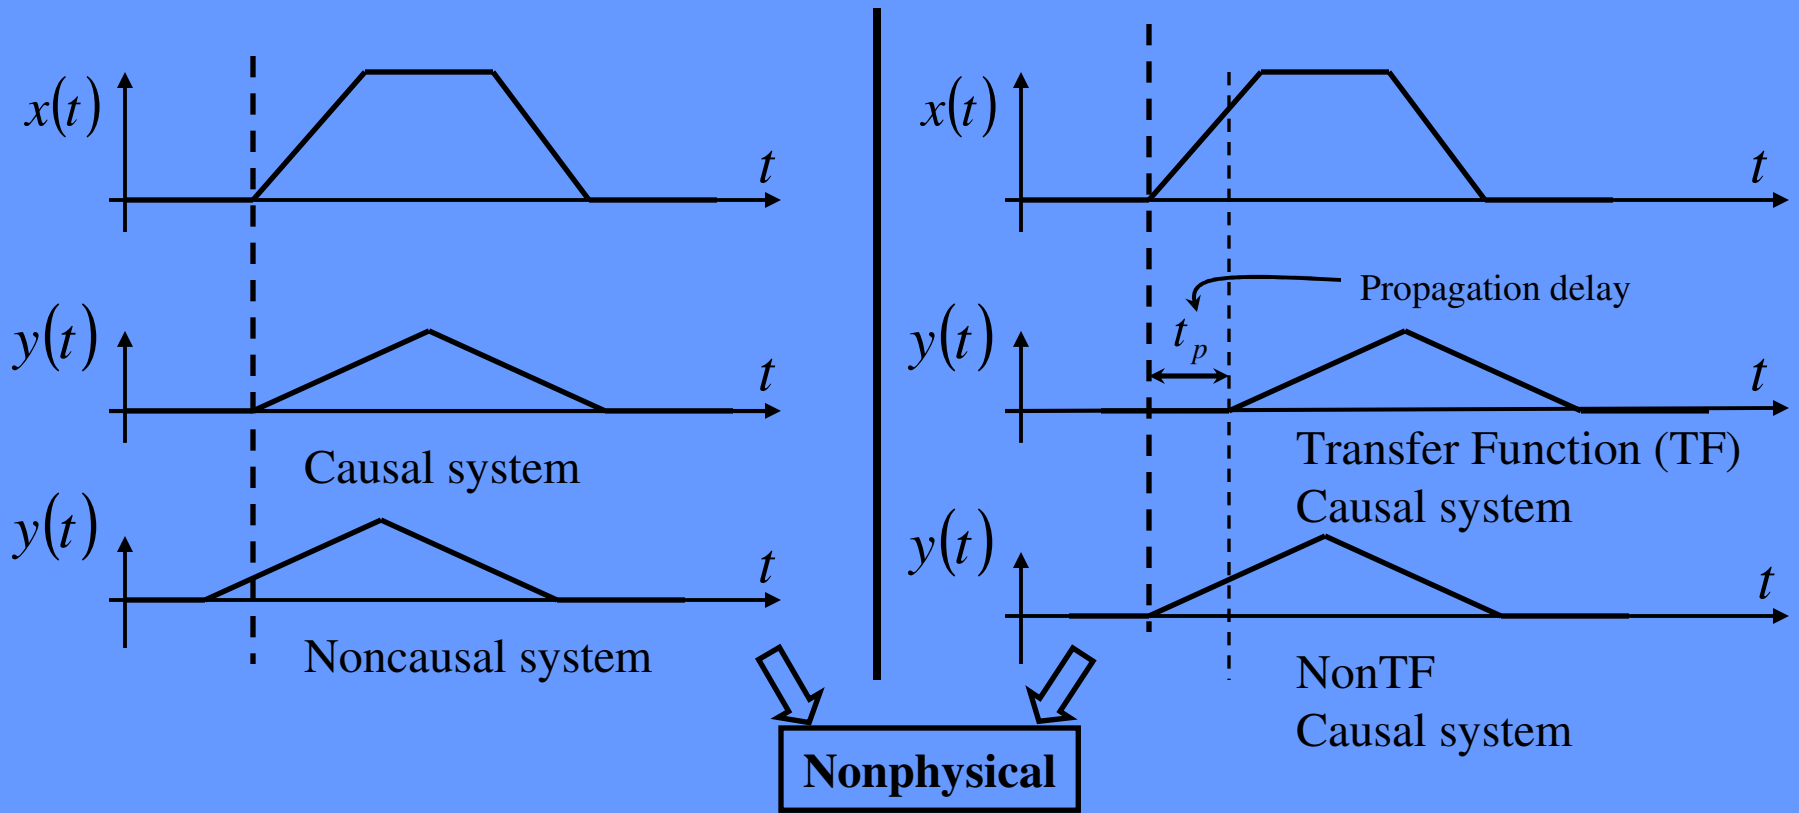 x(t)
t
y(t)
t
Causal system
y(t)
t
Noncausal system
x(t)
t
Propagation delay
t_p
y(t)
t
Transfer Function (TF)
Causal system
y(t)
t
NonTF
Causal system
Nonphysical